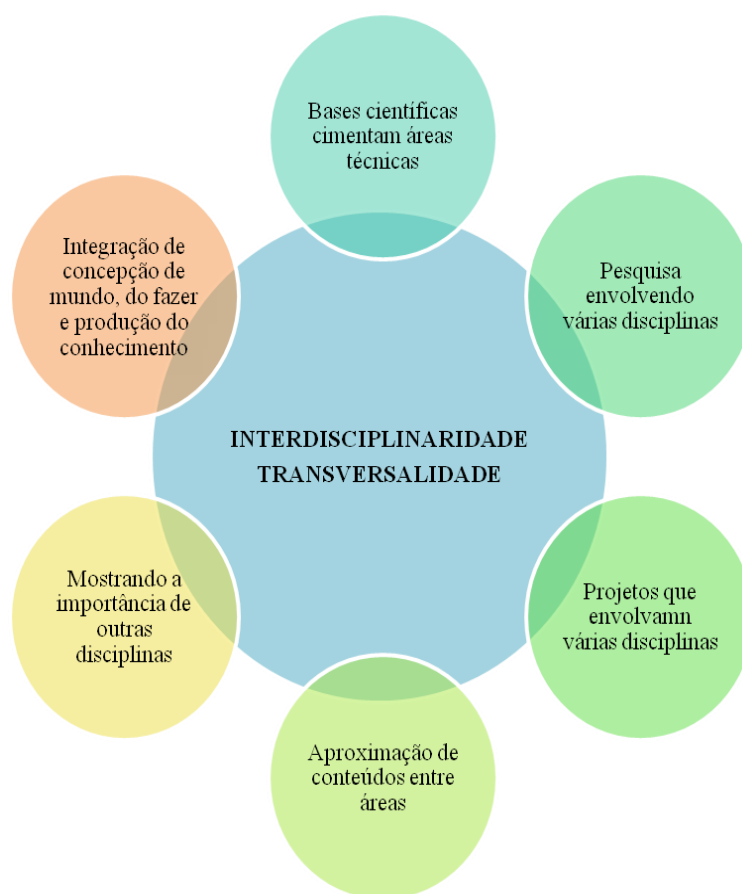 Bases científicas
cimentam áreas
técnicas
Pesquisa
envolvendo
várias disciplinas
Projetos que
envolvamn
várias disciplinas
Aproximação de
conteúdos entre
áreas
Mostrando a
importância de
outras
disciplinas
Integração de
concepção de
mundo, do fazer
e produção do
conhecimento
INTERDISCIPLINARIDADE
TRANSVERSALIDADE